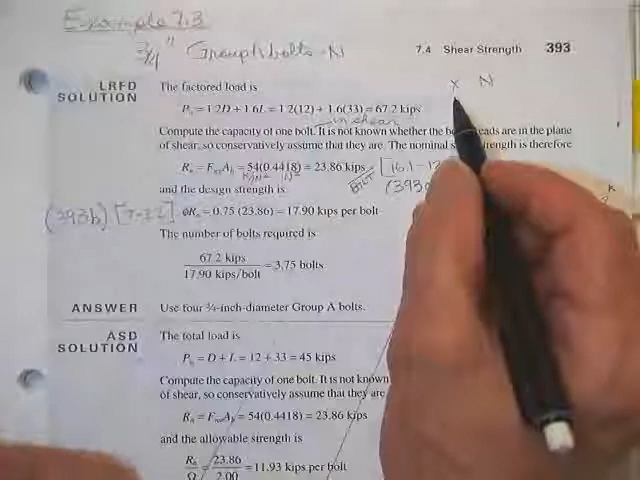 Example 7.3
3/4" Group A bolts - N
7.4 Shear Strength 393
X N
LRFD SOLUTION
The factored load is
Pu = 1.2D + 1.6L = 1.2(12) + 1.6(33) = 67.2 kips
in shear
Compute the capacity of one bolt. It is not known whether the are in the plane
of shear, so conservatively assume that they are. The nominal strength is therefore
Rn = FnvAb = 54(0.4418) = 23.86 kips
BOLT
and the design strength is
(393b) φRn = 0.75 (23.86) = 17.90 kips per bolt
The number of bolts required is
67.2 kips
17.90 kips/bolt
= 3.75 bolts
ANSWER
Use four ¾-inch-diameter Group A bolts.
ASD SOLUTION
The total load is
Pa = D + L = 12 + 33 = 45 kips
Compute the capacity of one bolt. It is not known
of shear, so conservatively assume that they are
Rn = FnvAb = 54(0.4418) = 23.86 kips
and the allowable strength is
Rn/Ω = 23.86/2.00 = 11.93 kips per bolt